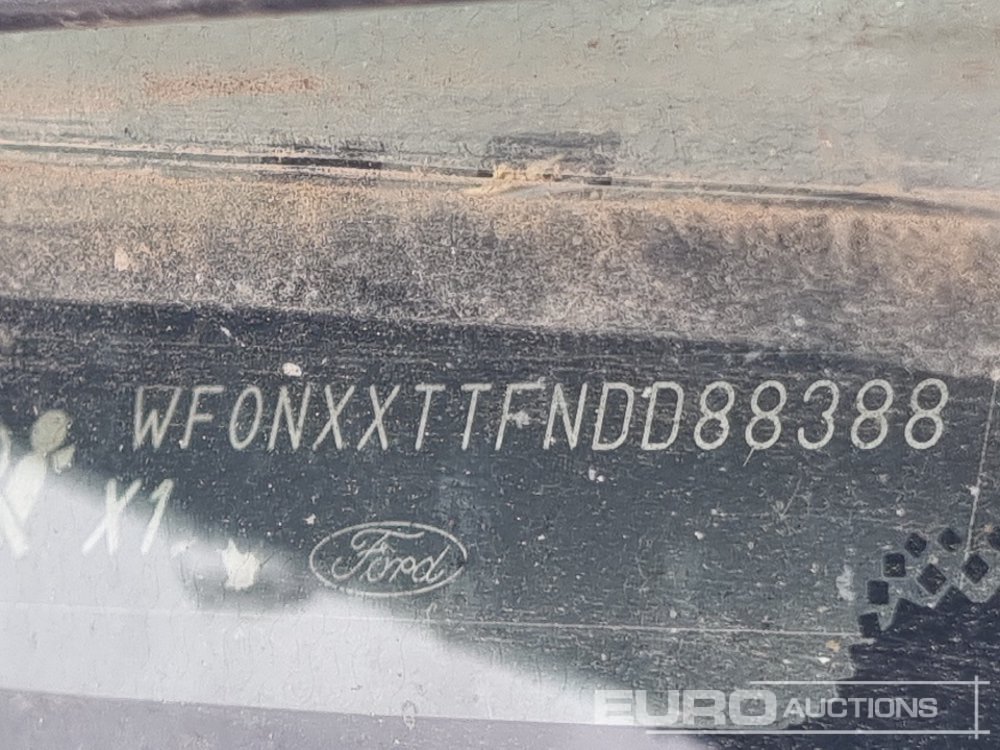 WF0NXXTTFNDD88388
X1
Ford
EURO AUCTIONS